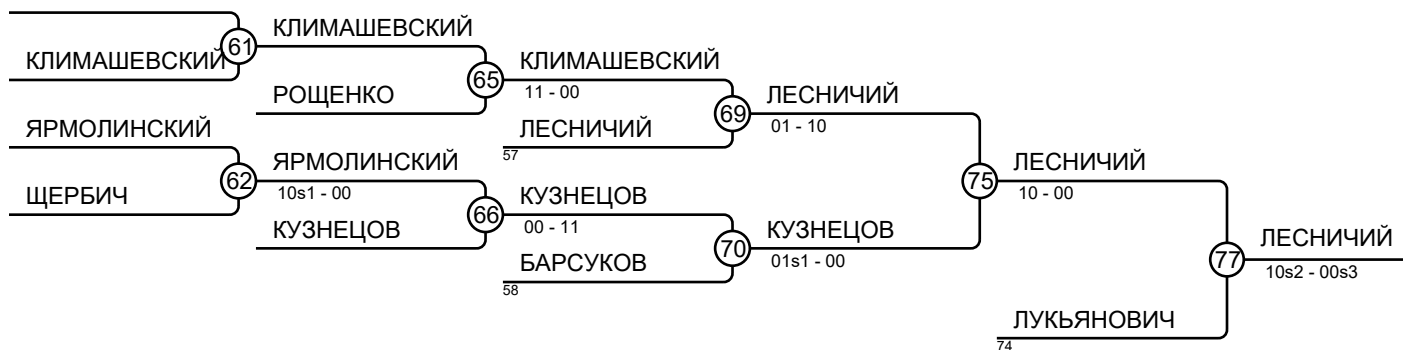 КЛИМАШЕВСКИЙ
61
КЛИМАШЕВСКИЙ
РОЩЕНКО
65
КЛИМАШЕВСКИЙ
11 - 00
ЛЕСНИЧИЙ
57
69
ЛЕСНИЧИЙ
01 - 10
ЯРМОЛИНСКИЙ
ЩЕРБИЧ
62
ЯРМОЛИНСКИЙ
10s1 - 00
КУЗНЕЦОВ
66
КУЗНЕЦОВ
00 - 11
БАРСУКОВ
58
70
КУЗНЕЦОВ
01s1 - 00
75
ЛЕСНИЧИЙ
10 - 00
ЛУКЬЯНОВИЧ
74
77
ЛЕСНИЧИЙ
10s2 - 00s3